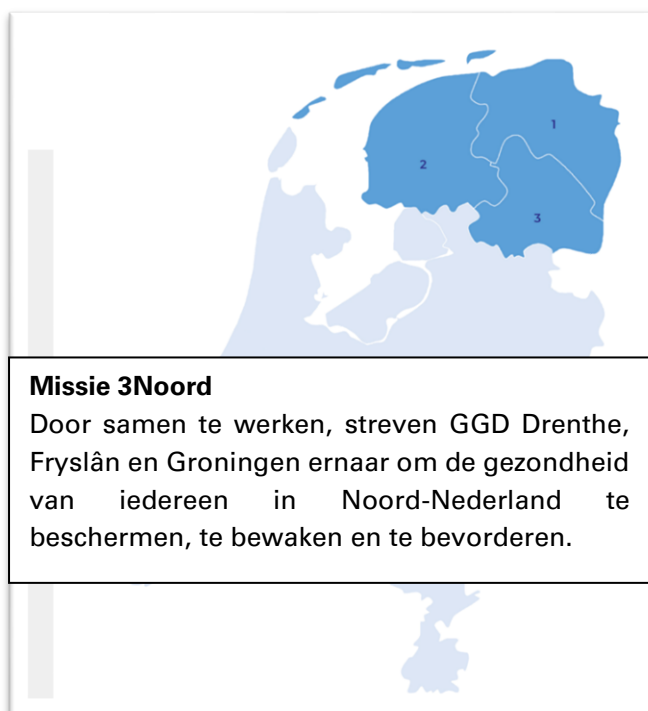 1
2
3
Missie 3Noord
Door samen te werken, streven GGD Drenthe,
Fryslân en Groningen ernaar om de gezondheid
van iedereen in Noord-Nederland te
beschermen, te bewaken en te bevorderen.